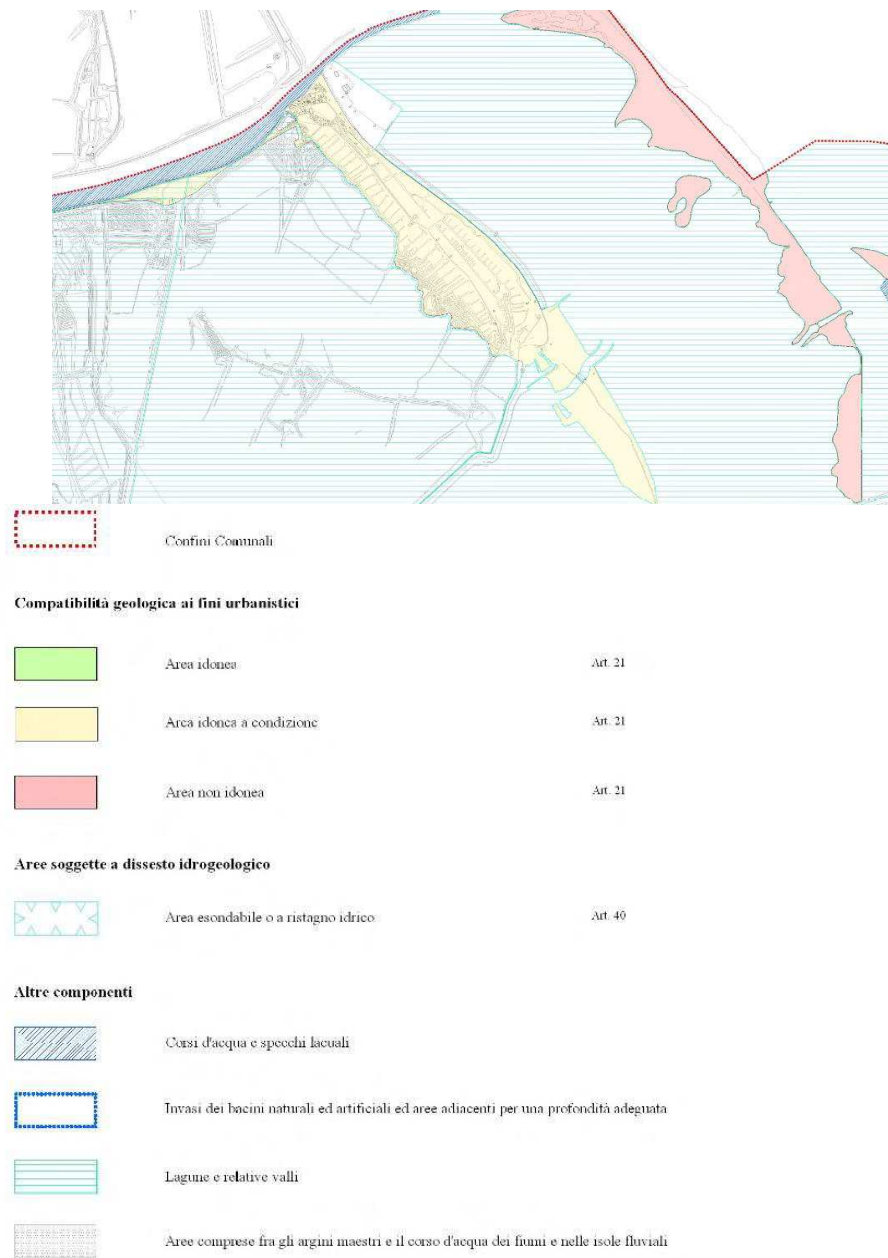 Confini Comunali
Compatibilità geologica ai fini urbanistici
Area idonea Art. 21
Area idonea a condizione Art. 21
Area non idonea Art. 21
Aree soggette a dissesto idrogeologico
Area esondabile o a ristagno idrico Art. 40
Altre componenti
Corsi d'acqua e specchi lacuali
Invasi dei bacini naturali ed artificiali ed aree adiacenti per una profondità adeguata
Lagune e relative valli
Aree comprese fra gli argini maestri e il corso d'acqua dei fiumi e nelle isole fluviali